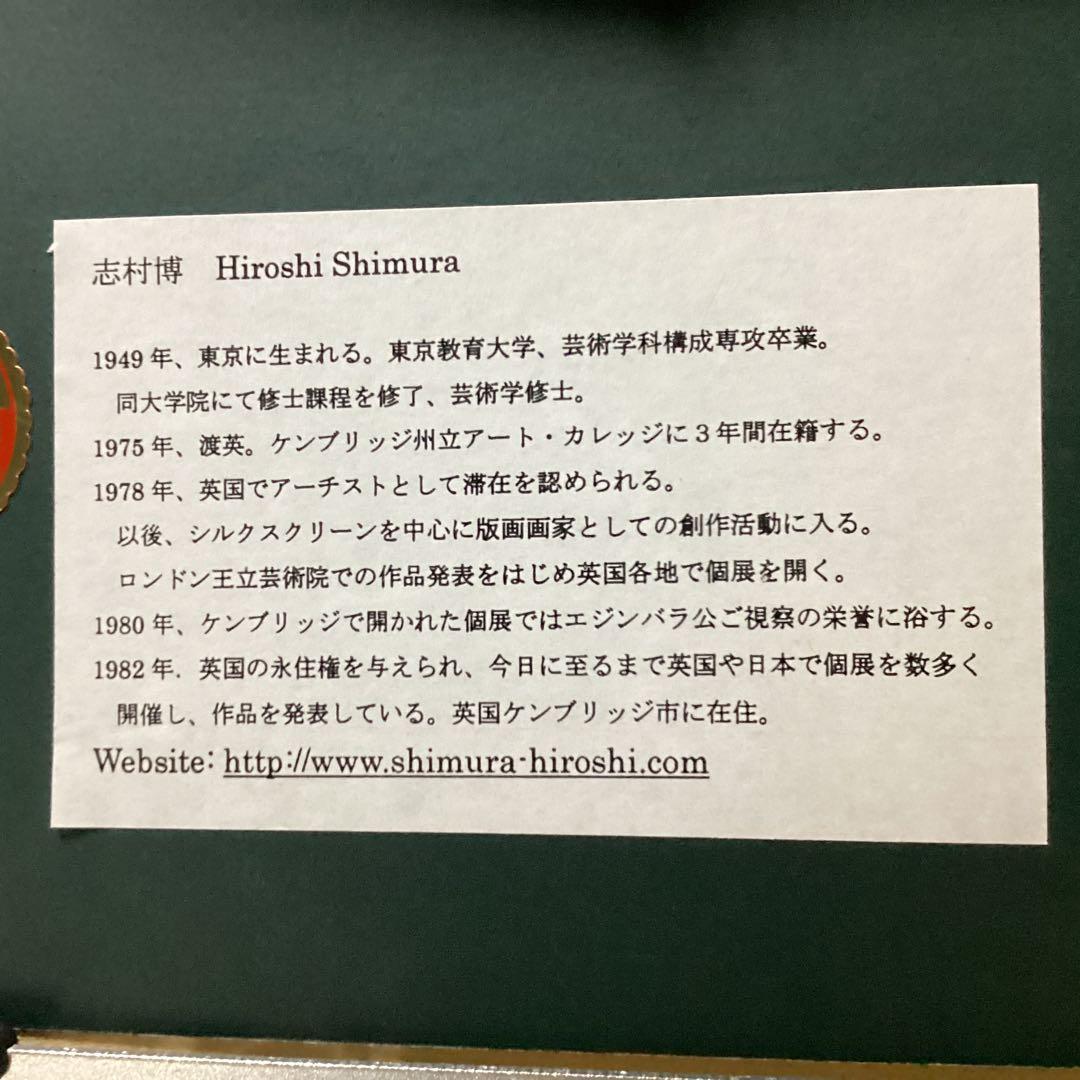 志村博　Hiroshi Shimura
1949 年、東京に生まれる。東京教育大学、芸術学科構成専攻卒業。
同大学院にて修士課程を修了、芸術学修士。
1975 年、渡英。ケンブリッジ州立アート・カレッジに３年間在籍する。
1978 年、英国でアーチストとして滞在を認められる。
以後、シルクスクリーンを中心に版画画家としての創作活動に入る。
ロンドン王立芸術院での作品発表をはじめ英国各地で個展を開く。
1980 年、ケンブリッジで開かれた個展ではエジンバラ公ご視察の栄誉に浴する。
1982 年．英国の永住権を与えられ、今日に至るまで英国や日本で個展を数多く
開催し、作品を発表している。英国ケンブリッジ市に在住。
Website: http://www.shimura-hiroshi.com